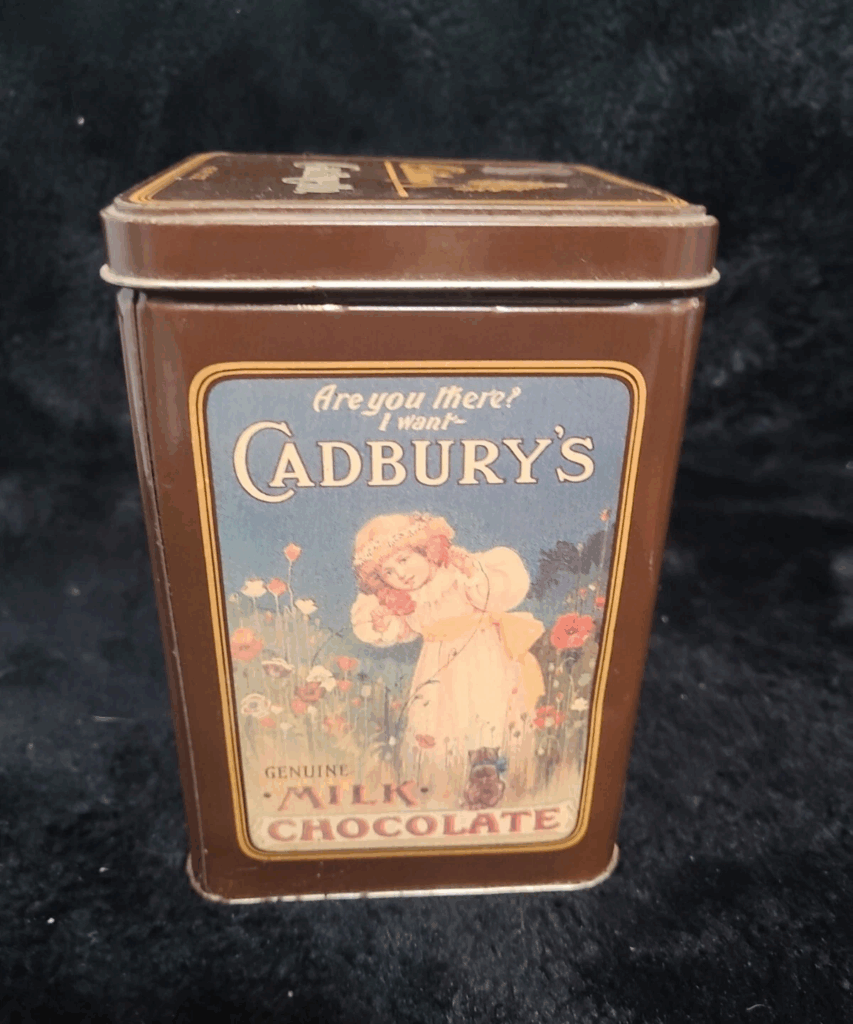 Are you there?
I want~
CADBURY'S
GENUINE
·MILK·
CHOCOLATE